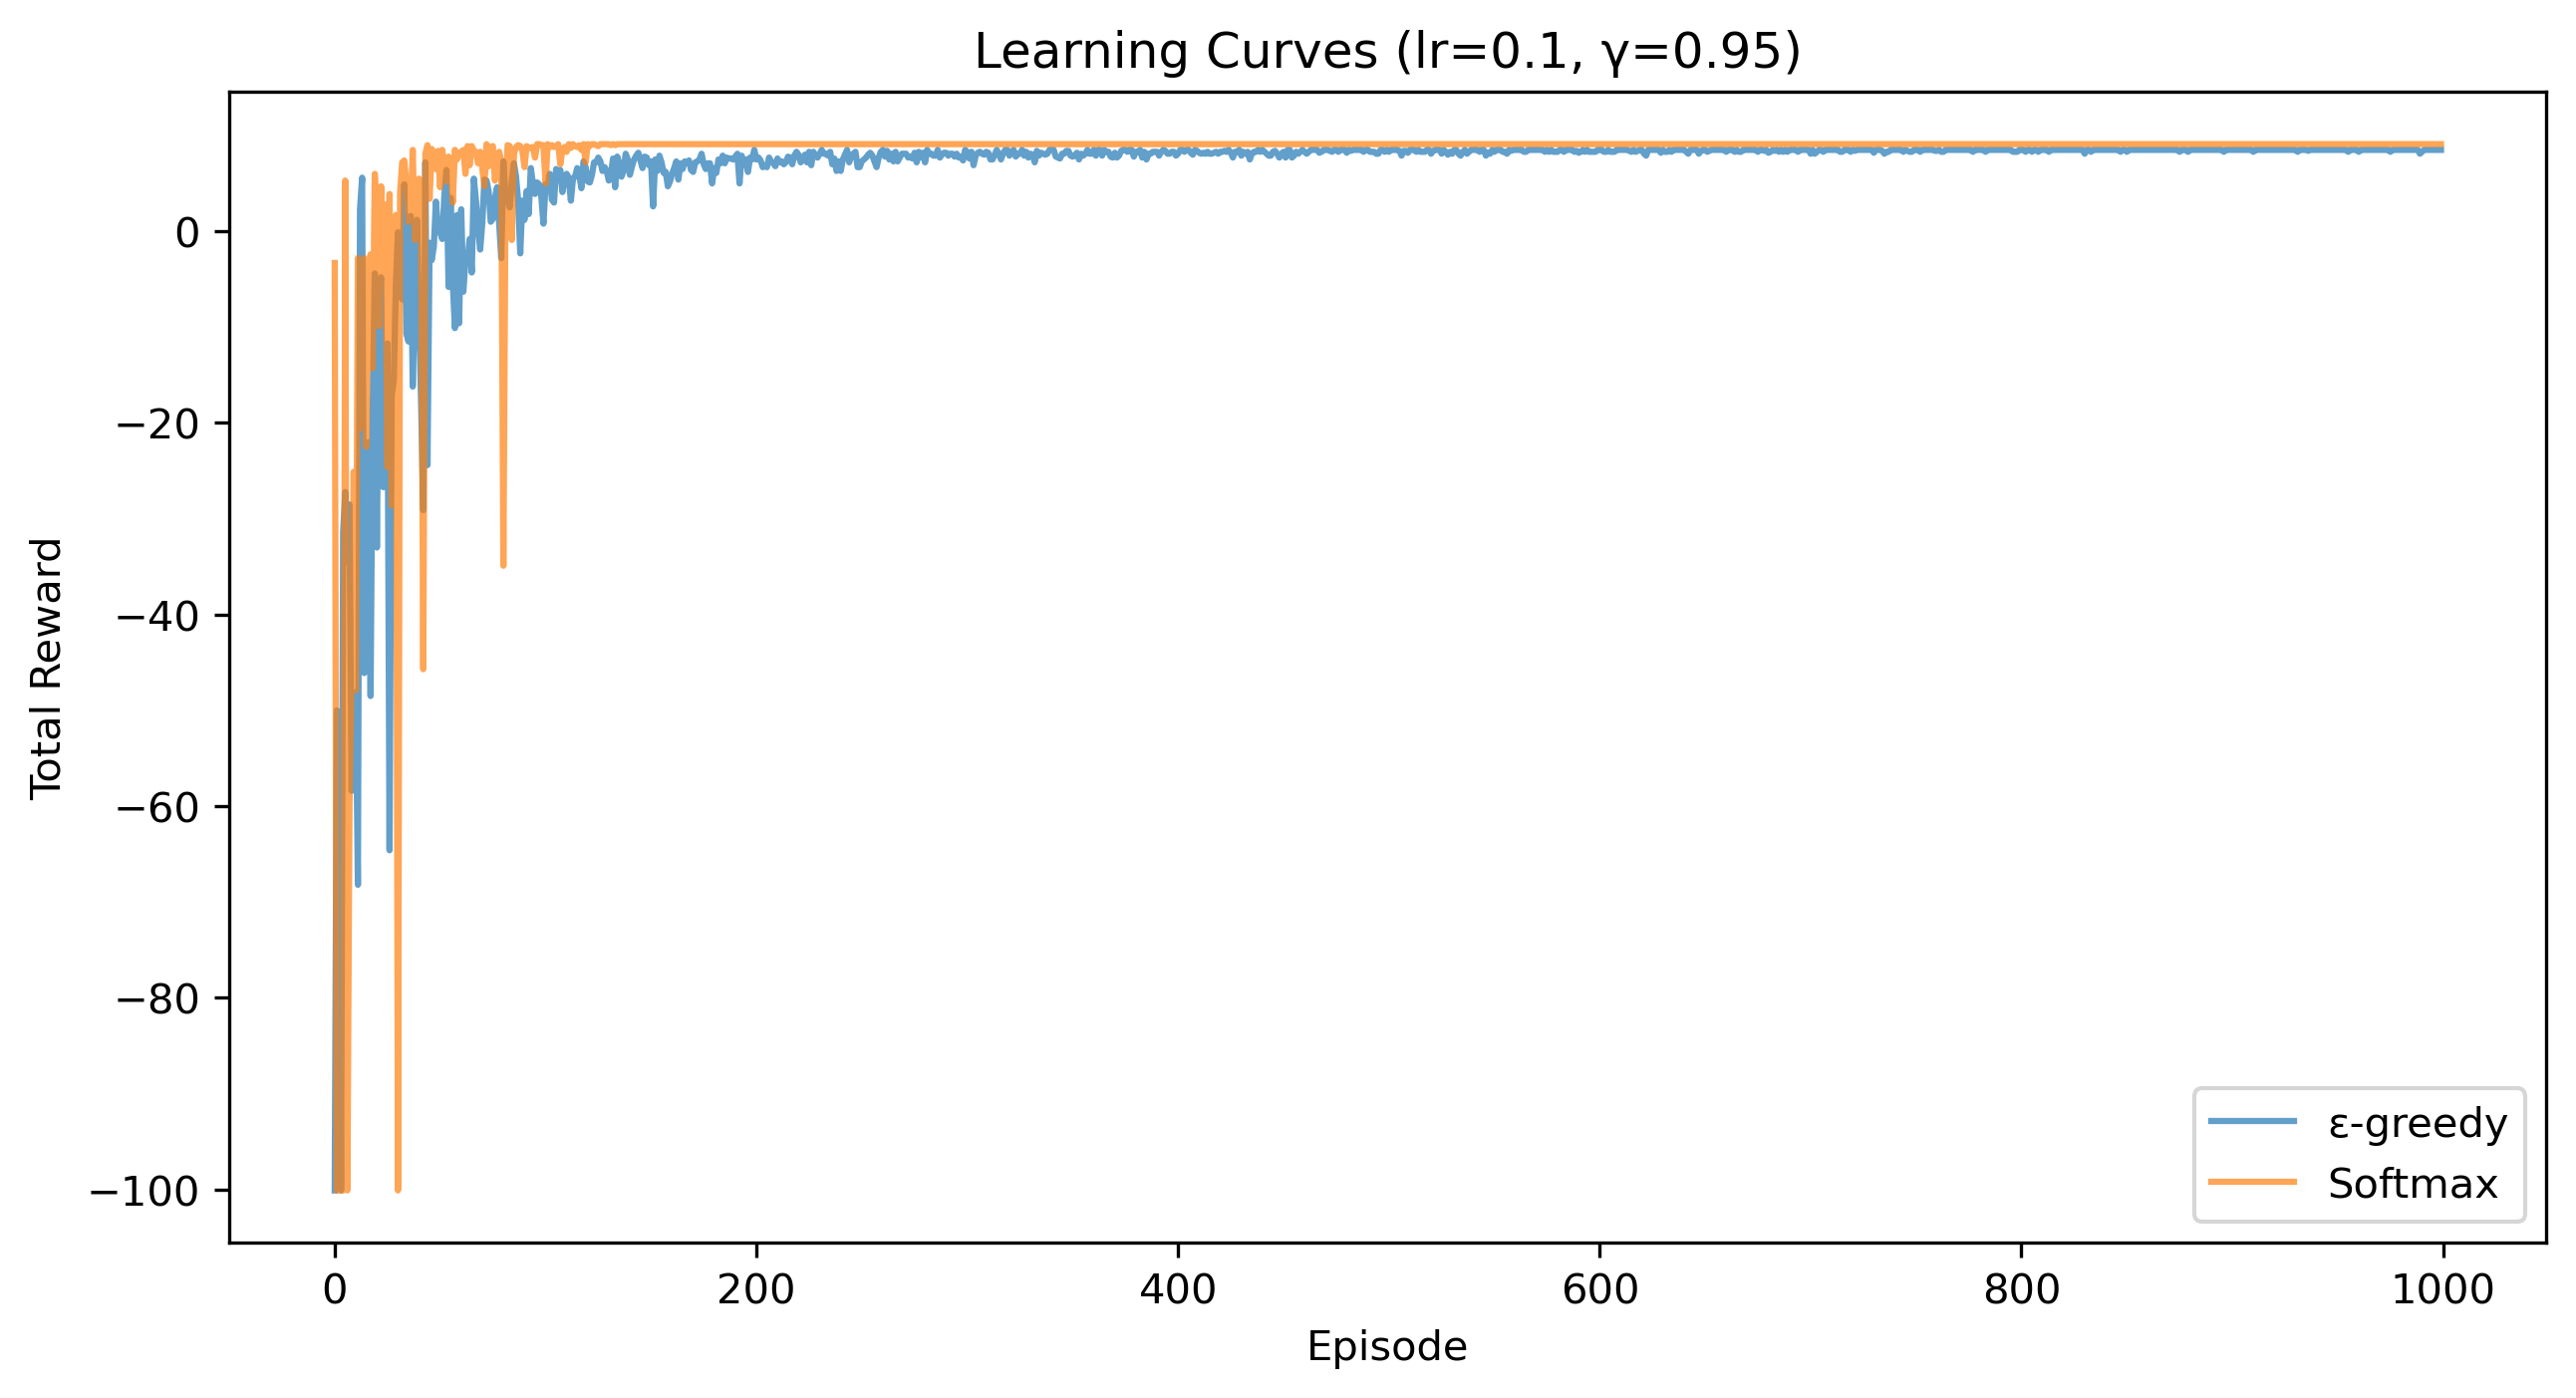 Learning Curves (lr=0.1, γ=0.95)
Total Reward
0
−20
−40
−60
−80
−100
0
200
400
600
800
1000
Episode
ε-greedy
Softmax